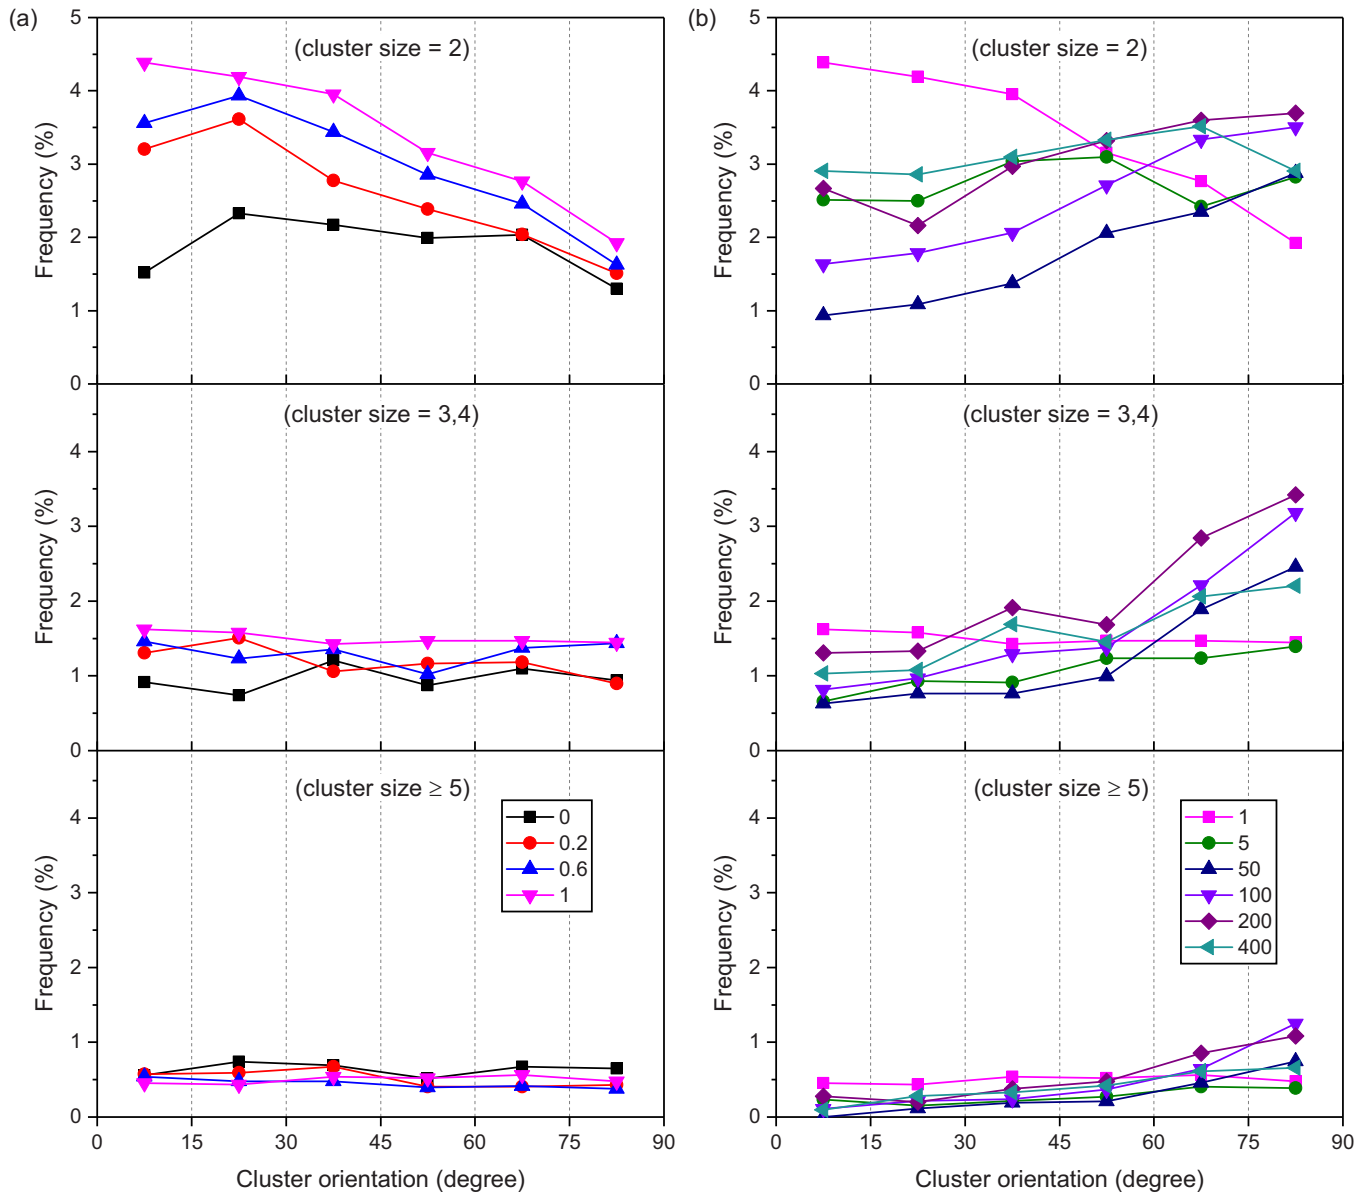 (a)
5
(cluster size = 2)
4
3
2
1
0
Frequency (%)
(cluster size = 3,4)
4
3
2
1
0
Frequency (%)
(cluster size ≥ 5)
0
0.2
0.6
1
4
3
2
1
0
Frequency (%)
0 15 30 45 60 75 90
Cluster orientation (degree)
(b)
5
(cluster size = 2)
4
3
2
1
0
Frequency (%)
(cluster size = 3,4)
4
3
2
1
0
Frequency (%)
(cluster size ≥ 5)
1
5
50
100
200
400
4
3
2
1
0
Frequency (%)
0 15 30 45 60 75 90
Cluster orientation (degree)